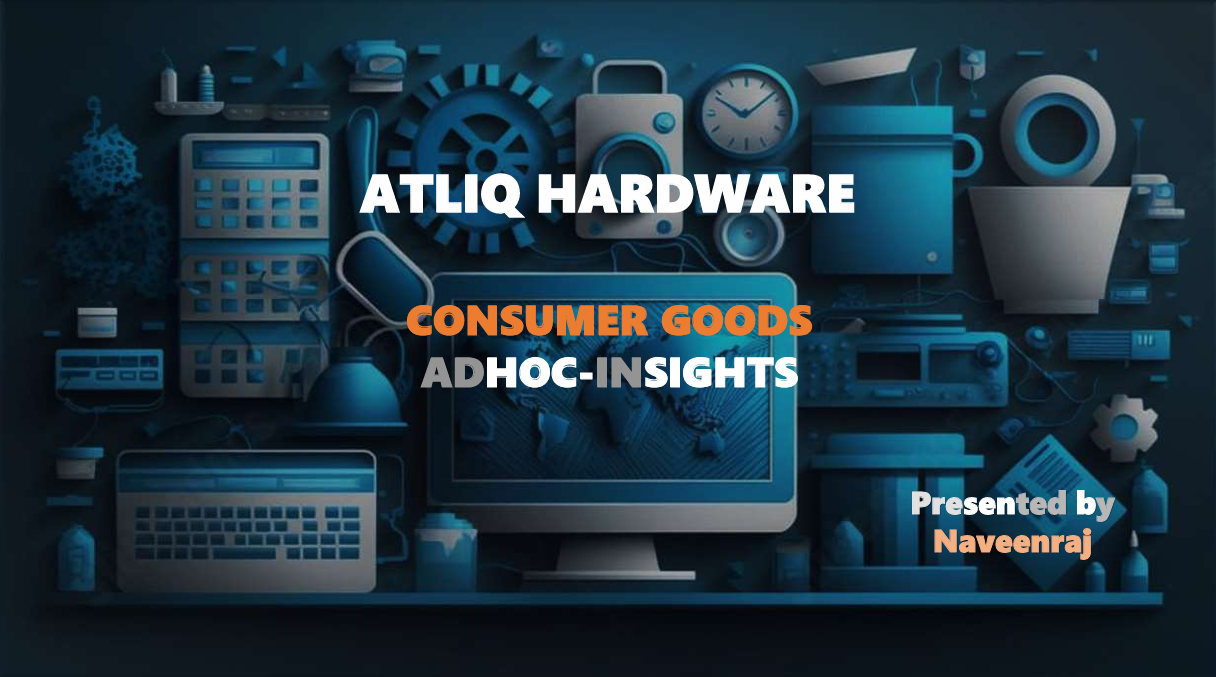 ATLIQ HARDWARE
CONSUMER GOODS
ADHOC-INSIGHTS
Presented by
Naveenraj